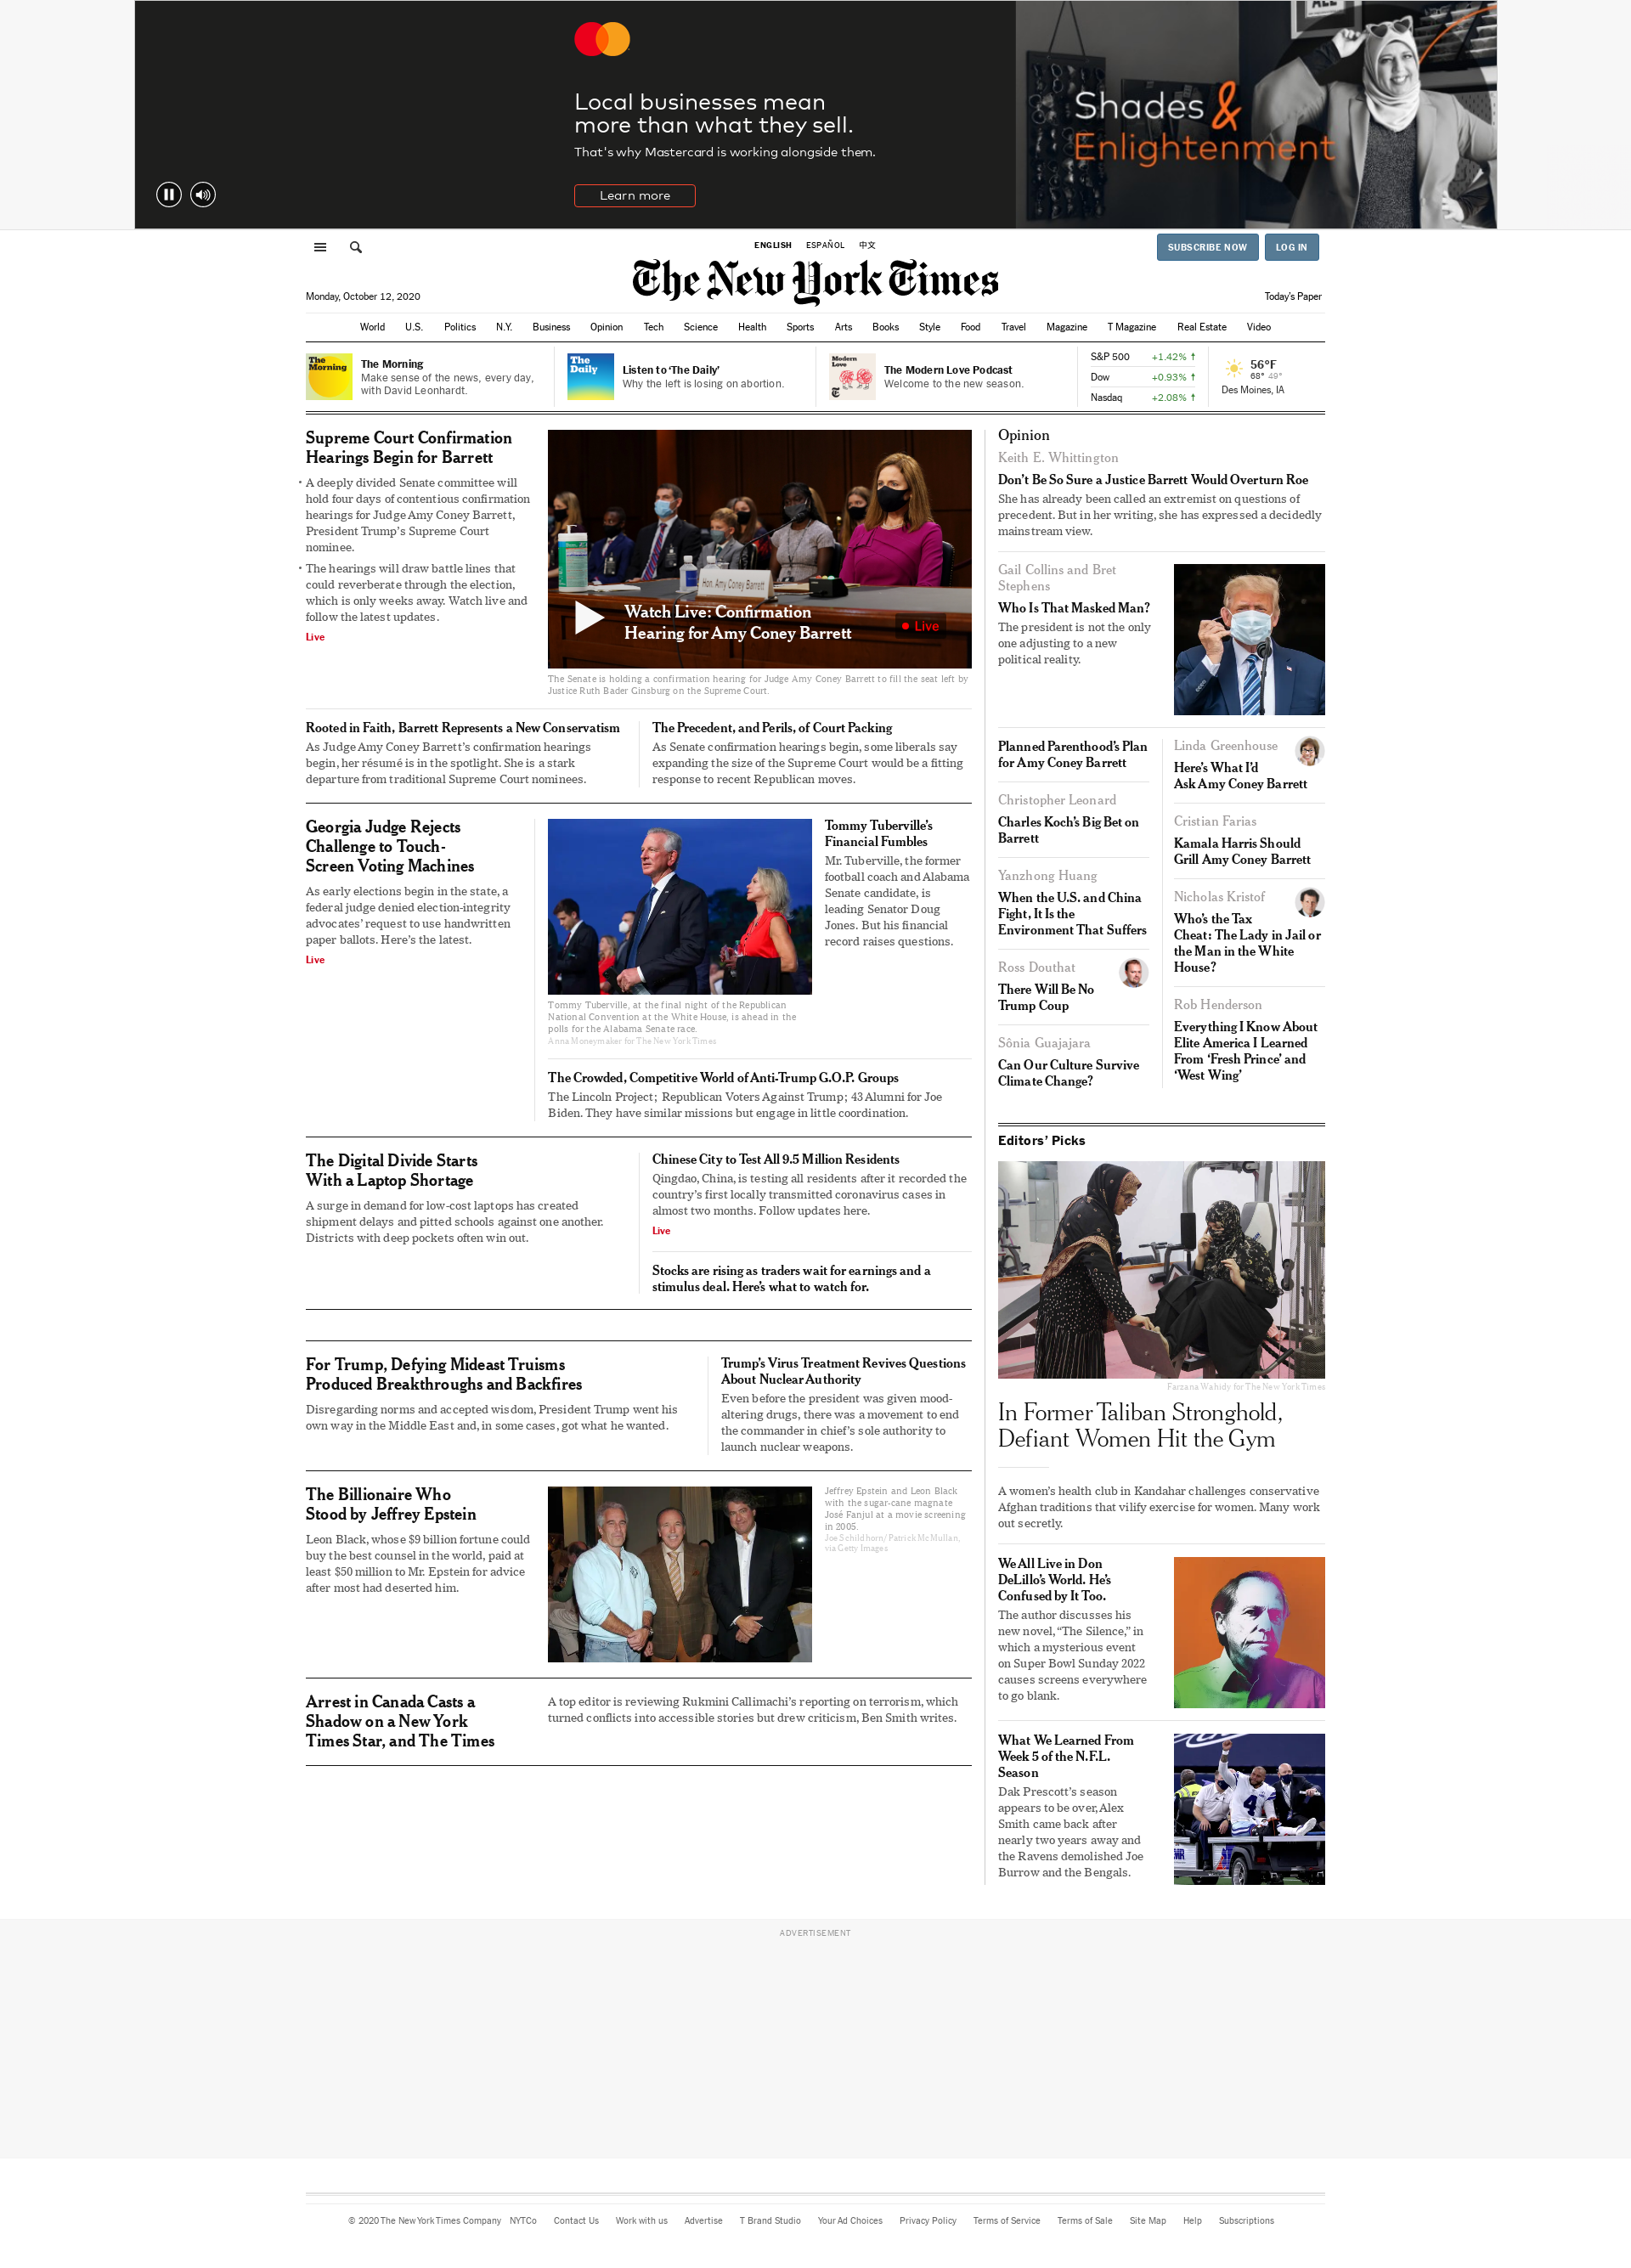 Local businesses mean
more than what they sell.
That's why Mastercard is working alongside them.
Learn more
ALL
Shades &
Enlightenment
ENGLISH ESPAÑOL 中文
SUBSCRIBE NOW LOG IN
The New York Times
Monday, October 12, 2020
Today's Paper
World U.S. Politics N.Y. Business Opinion Tech Science Health Sports Arts Books Style Food Travel Magazine T Magazine Real Estate Video
The
Morning
The Morning
Make sense of the news, every day,
with David Leonhardt.
The
Daily
Listen to ‘The Daily’
Why the left is losing on abortion.
Modern
Love
The Modern Love Podcast
Welcome to the new season.
S&P 500 +1.42% ↑
Dow +0.93% ↑
Nasdaq +2.08% ↑
56°F
68° 49°
Des Moines, IA
Supreme Court Confirmation
Hearings Begin for Barrett
• A deeply divided Senate committee will
hold four days of contentious confirmation
hearings for Judge Amy Coney Barrett,
President Trump’s Supreme Court
nominee.
• The hearings will draw battle lines that
could reverberate through the election,
which is only weeks away. Watch live and
follow the latest updates.
Live
Hon. Amy Coney Barrett
Watch Live: Confirmation
Hearing for Amy Coney Barrett
Live
The Senate is holding a confirmation hearing for Judge Amy Coney Barrett to fill the seat left by
Justice Ruth Bader Ginsburg on the Supreme Court.
Rooted in Faith, Barrett Represents a New Conservatism
As Judge Amy Coney Barrett’s confirmation hearings
begin, her résumé is in the spotlight. She is a stark
departure from traditional Supreme Court nominees.
The Precedent, and Perils, of Court Packing
As Senate confirmation hearings begin, some liberals say
expanding the size of the Supreme Court would be a fitting
response to recent Republican moves.
Georgia Judge Rejects
Challenge to Touch-
Screen Voting Machines
As early elections begin in the state, a
federal judge denied election-integrity
advocates’ request to use handwritten
paper ballots. Here’s the latest.
Live
Tommy Tuberville, at the final night of the Republican
National Convention at the White House, is ahead in the
polls for the Alabama Senate race.
Anna Moneymaker for The New York Times
Tommy Tuberville’s
Financial Fumbles
Mr. Tuberville, the former
football coach and Alabama
Senate candidate, is
leading Senator Doug
Jones. But his financial
record raises questions.
The Crowded, Competitive World of Anti-Trump G.O.P. Groups
The Lincoln Project; Republican Voters Against Trump; 43 Alumni for Joe
Biden. They have similar missions but engage in little coordination.
The Digital Divide Starts
With a Laptop Shortage
A surge in demand for low-cost laptops has created
shipment delays and pitted schools against one another.
Districts with deep pockets often win out.
Chinese City to Test All 9.5 Million Residents
Qingdao, China, is testing all residents after it recorded the
country’s first locally transmitted coronavirus cases in
almost two months. Follow updates here.
Live
Stocks are rising as traders wait for earnings and a
stimulus deal. Here’s what to watch for.
For Trump, Defying Mideast Truisms
Produced Breakthroughs and Backfires
Disregarding norms and accepted wisdom, President Trump went his
own way in the Middle East and, in some cases, got what he wanted.
Trump’s Virus Treatment Revives Questions
About Nuclear Authority
Even before the president was given mood-
altering drugs, there was a movement to end
the commander in chief’s sole authority to
launch nuclear weapons.
The Billionaire Who
Stood by Jeffrey Epstein
Leon Black, whose $9 billion fortune could
buy the best counsel in the world, paid at
least $50 million to Mr. Epstein for advice
after most had deserted him.
Jeffrey Epstein and Leon Black
with the sugar-cane magnate
José Fanjul at a movie screening
in 2005.
Joe Schildhorn/Patrick McMullan,
via Getty Images
Arrest in Canada Casts a
Shadow on a New York
Times Star, and The Times
A top editor is reviewing Rukmini Callimachi’s reporting on terrorism, which
turned conflicts into accessible stories but drew criticism, Ben Smith writes.
Opinion
Keith E. Whittington
Don’t Be So Sure a Justice Barrett Would Overturn Roe
She has already been called an extremist on questions of
precedent. But in her writing, she has expressed a decidedly
mainstream view.
Gail Collins and Bret
Stephens
Who Is That Masked Man?
The president is not the only
one adjusting to a new
political reality.
Planned Parenthood’s Plan
for Amy Coney Barrett
Christopher Leonard
Charles Koch’s Big Bet on
Barrett
Yanzhong Huang
When the U.S. and China
Fight, It Is the
Environment That Suffers
Ross Douthat
There Will Be No
Trump Coup
Sônia Guajajara
Can Our Culture Survive
Climate Change?
Linda Greenhouse
Here’s What I’d
Ask Amy Coney Barrett
Cristian Farias
Kamala Harris Should
Grill Amy Coney Barrett
Nicholas Kristof
Who’s the Tax
Cheat: The Lady in Jail or
the Man in the White
House?
Rob Henderson
Everything I Know About
Elite America I Learned
From ‘Fresh Prince’ and
‘West Wing’
Editors’ Picks
Farzana Wahidy for The New York Times
In Former Taliban Stronghold,
Defiant Women Hit the Gym
A women’s health club in Kandahar challenges conservative
Afghan traditions that vilify exercise for women. Many work
out secretly.
We All Live in Don
DeLillo’s World. He’s
Confused by It Too.
The author discusses his
new novel, “The Silence,” in
which a mysterious event
on Super Bowl Sunday 2022
causes screens everywhere
to go blank.
What We Learned From
Week 5 of the N.F.L.
Season
Dak Prescott’s season
appears to be over, Alex
Smith came back after
nearly two years away and
the Ravens demolished Joe
Burrow and the Bengals.
4
ADVERTISEMENT
© 2020 The New York Times Company NYTCo Contact Us Work with us Advertise T Brand Studio Your Ad Choices Privacy Policy Terms of Service Terms of Sale Site Map Help Subscriptions